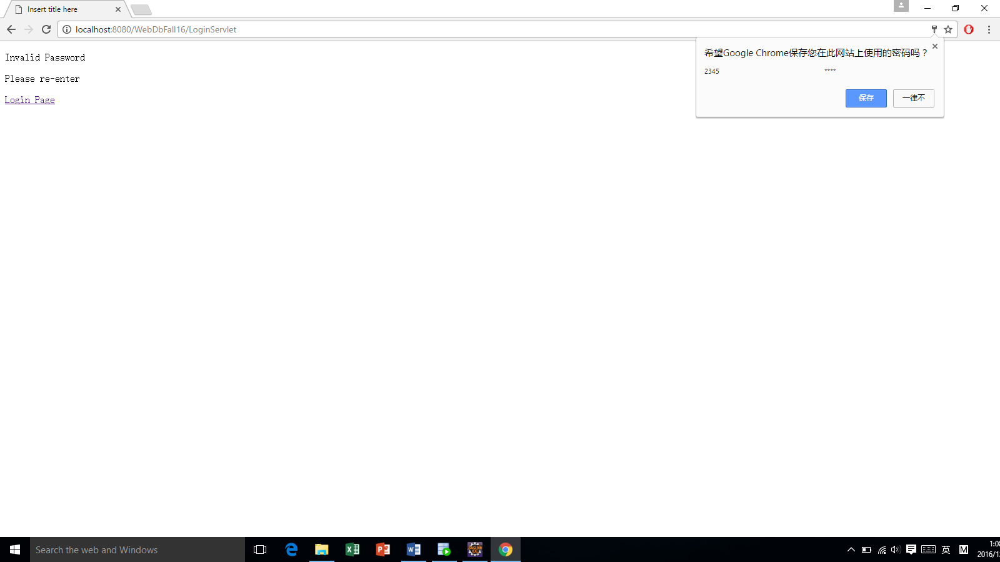 Insert title here
localhost:8080/WebDbFall16/LoginServlet
希望Google Chrome保存您在此网站上使用的密码吗？
2345 ****
保存 一律不
Invalid Password
Please re-enter
Login Page
Search the web and Windows
英 M
1:0
2016/1